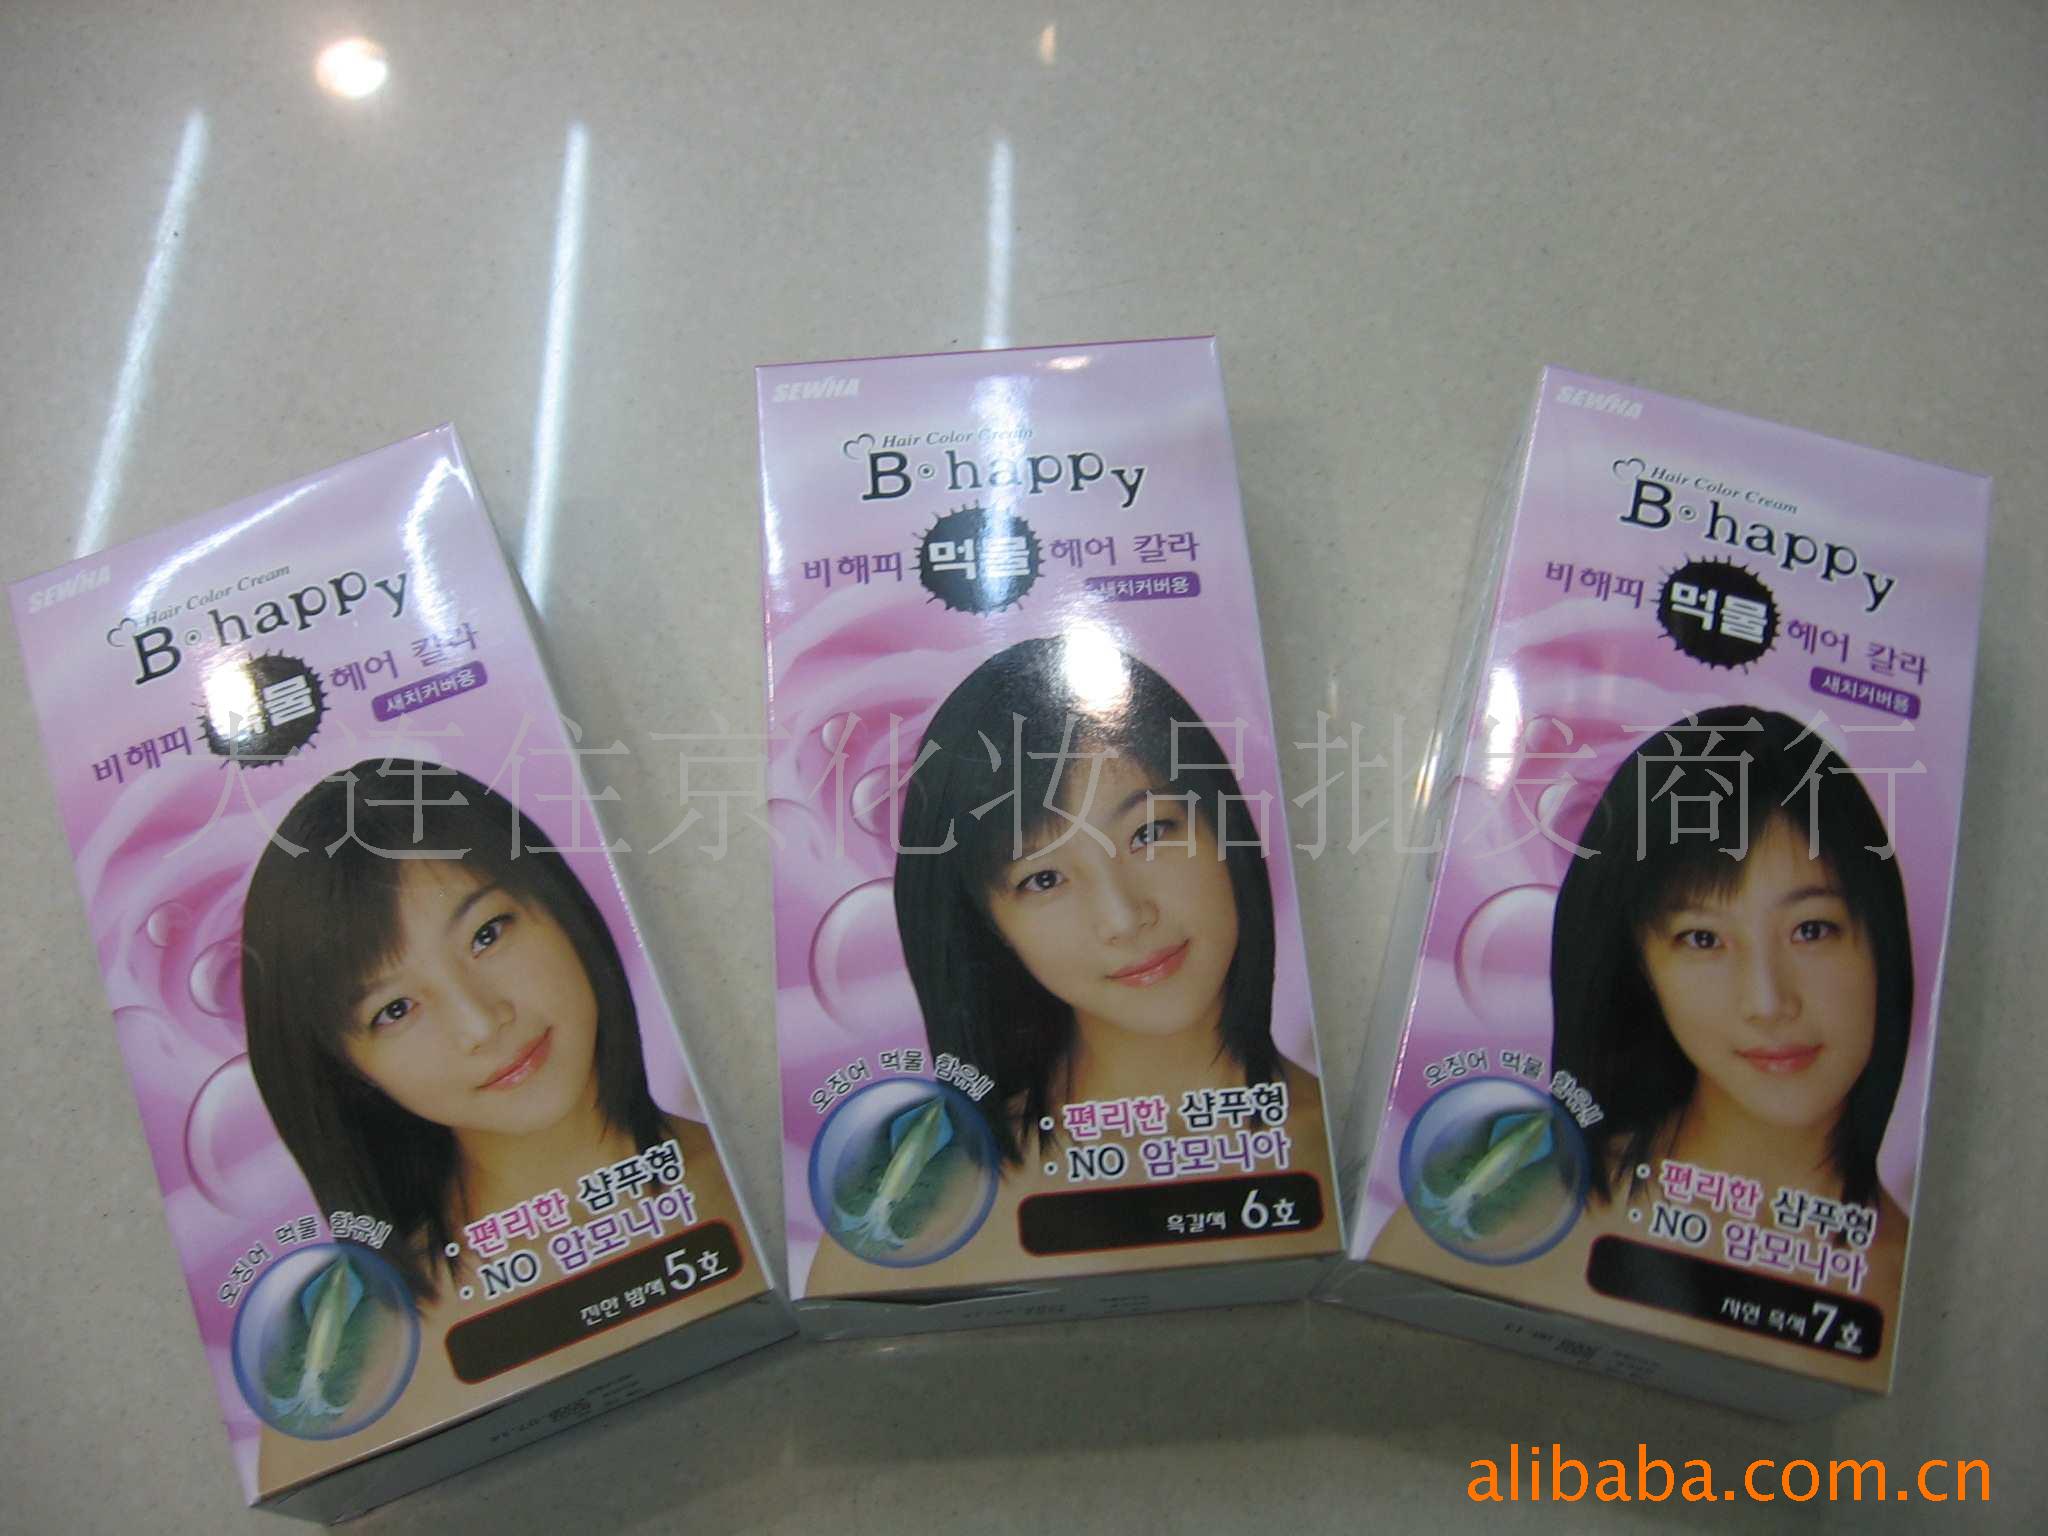 SEWHA
Hair Color Cream
B·happy
비해피 먹물 헤어 칼라
새치커버용
오징어 먹물 함유!!
· 편리한 샴푸형
· NO 암모니아
진한 밤색 5호
SEWHA
Hair Color Cream
B·happy
비해피 먹물 헤어 칼라
새치커버용
오징어 먹물 함유!!
· 편리한 샴푸형
· NO 암모니아
흑갈색 6호
SEWHA
Hair Color Cream
B·happy
비해피 먹물 헤어 칼라
새치커버용
오징어 먹물 함유!!
· 편리한 샴푸형
· NO 암모니아
자연 흑색 7호
大连住京化妆品批发商行
alibaba.com.cn